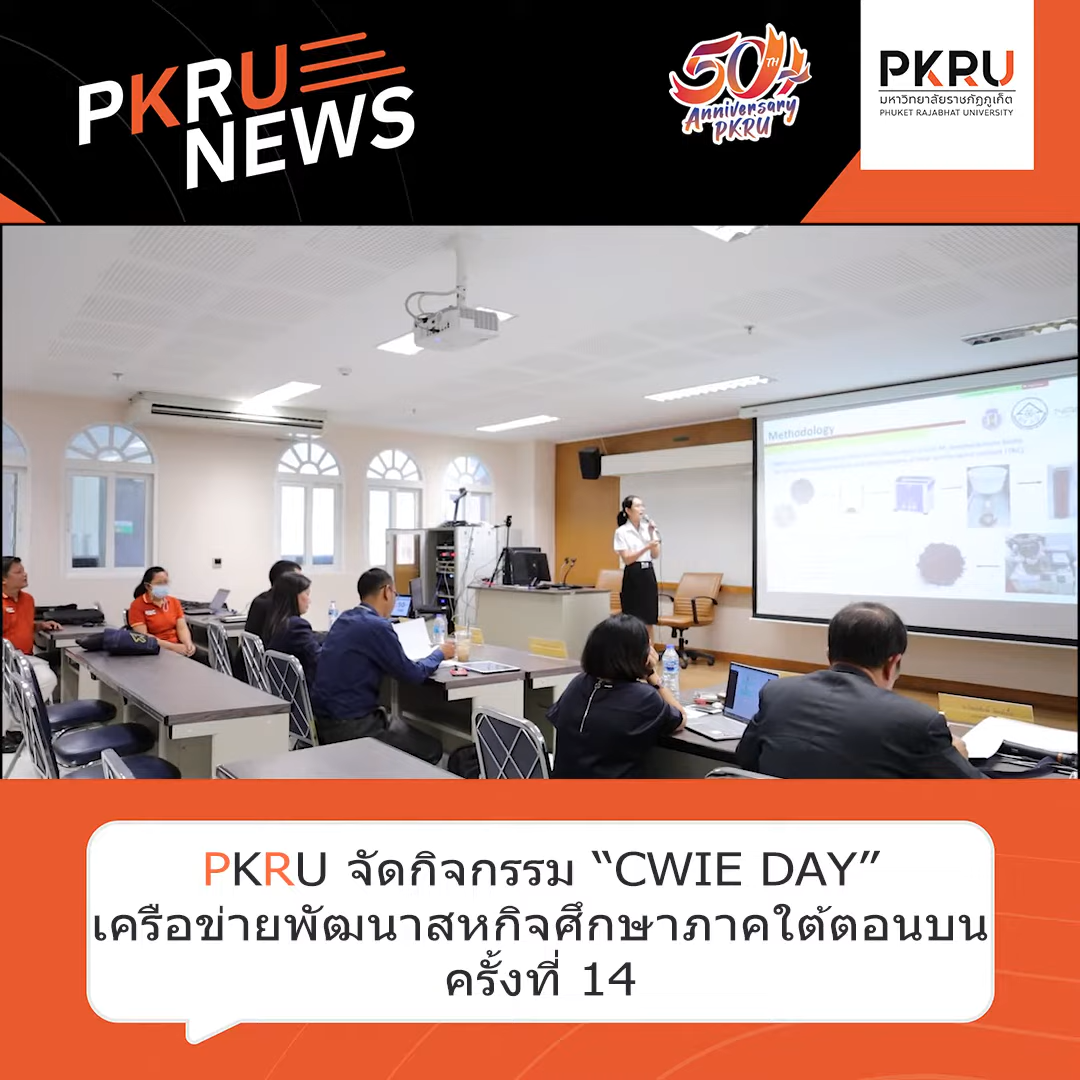 PKRU
NEWS
50TH
Anniversary
PKRU
PKRU
มหาวิทยาลัยราชภัฏภูเก็ต
PHUKET RAJABHAT UNIVERSITY
Methodology
PKRU จัดกิจกรรม “CWIE DAY”
เครือข่ายพัฒนาสหกิจศึกษาภาคใต้ตอนบน
ครั้งที่ 14